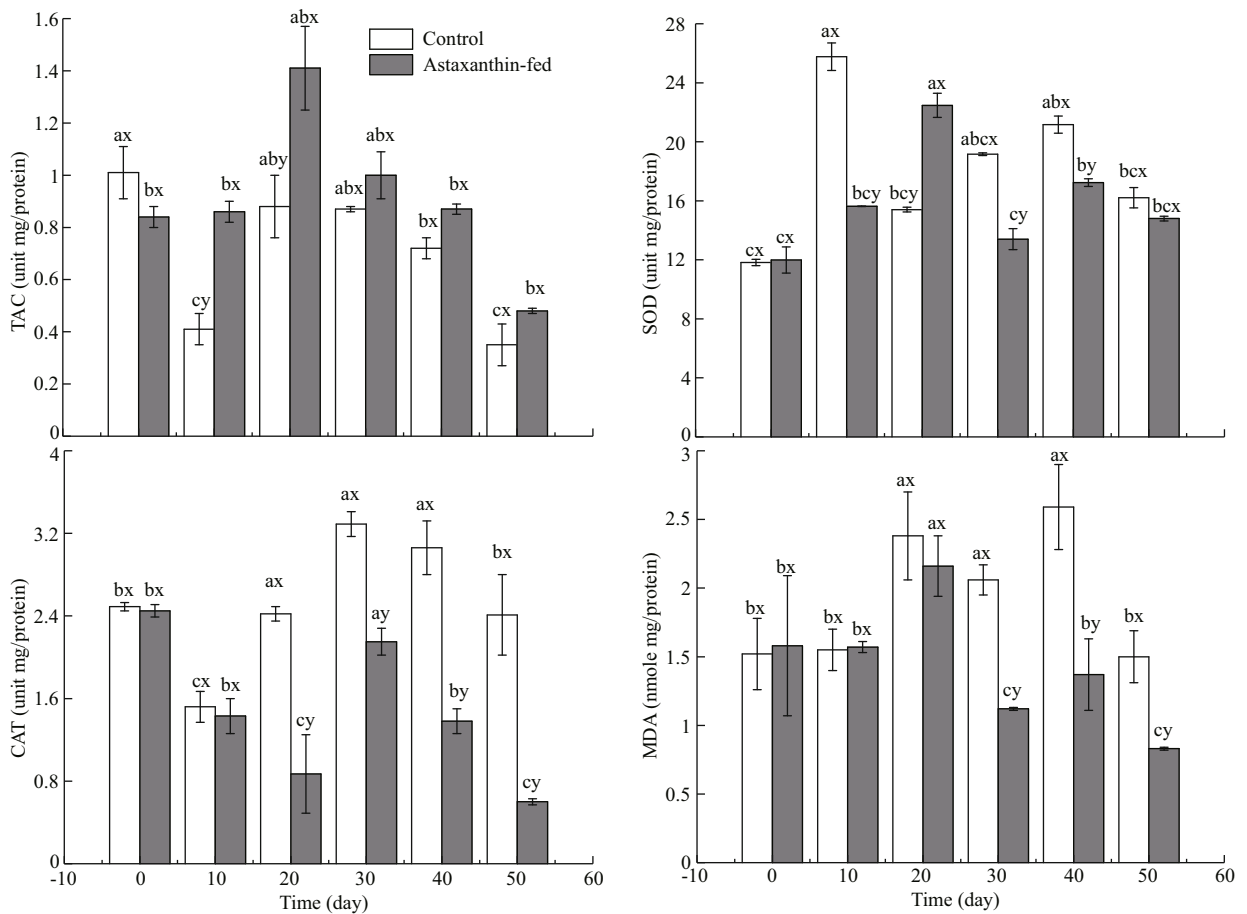 1.6
1.4
1.2
1
0.8
0.6
0.4
0.2
0
TAC (unit mg/protein)
ax
bx
cy
bx
aby
abx
abx
abx
bx
bx
cx
bx
Control
Astaxanthin-fed
60
28
24
20
16
12
8
4
0
SOD (unit mg/protein)
cx
cx
ax
bcy
bcy
ax
abcx
cy
abx
by
bcx
bcx
60
4
3.2
2.4
1.6
0.8
0
CAT (unit mg/protein)
bx
bx
cx
bx
ax
cy
ax
ay
ax
by
bx
cy
-10
0
10
20
30
40
50
60
Time (day)
3
2.5
2
1.5
1
0.5
0
MDA (nmole mg/protein)
bx
bx
bx
bx
ax
ax
ax
cy
ax
by
bx
cy
-10
0
10
20
30
40
50
60
Time (day)
-10
-10